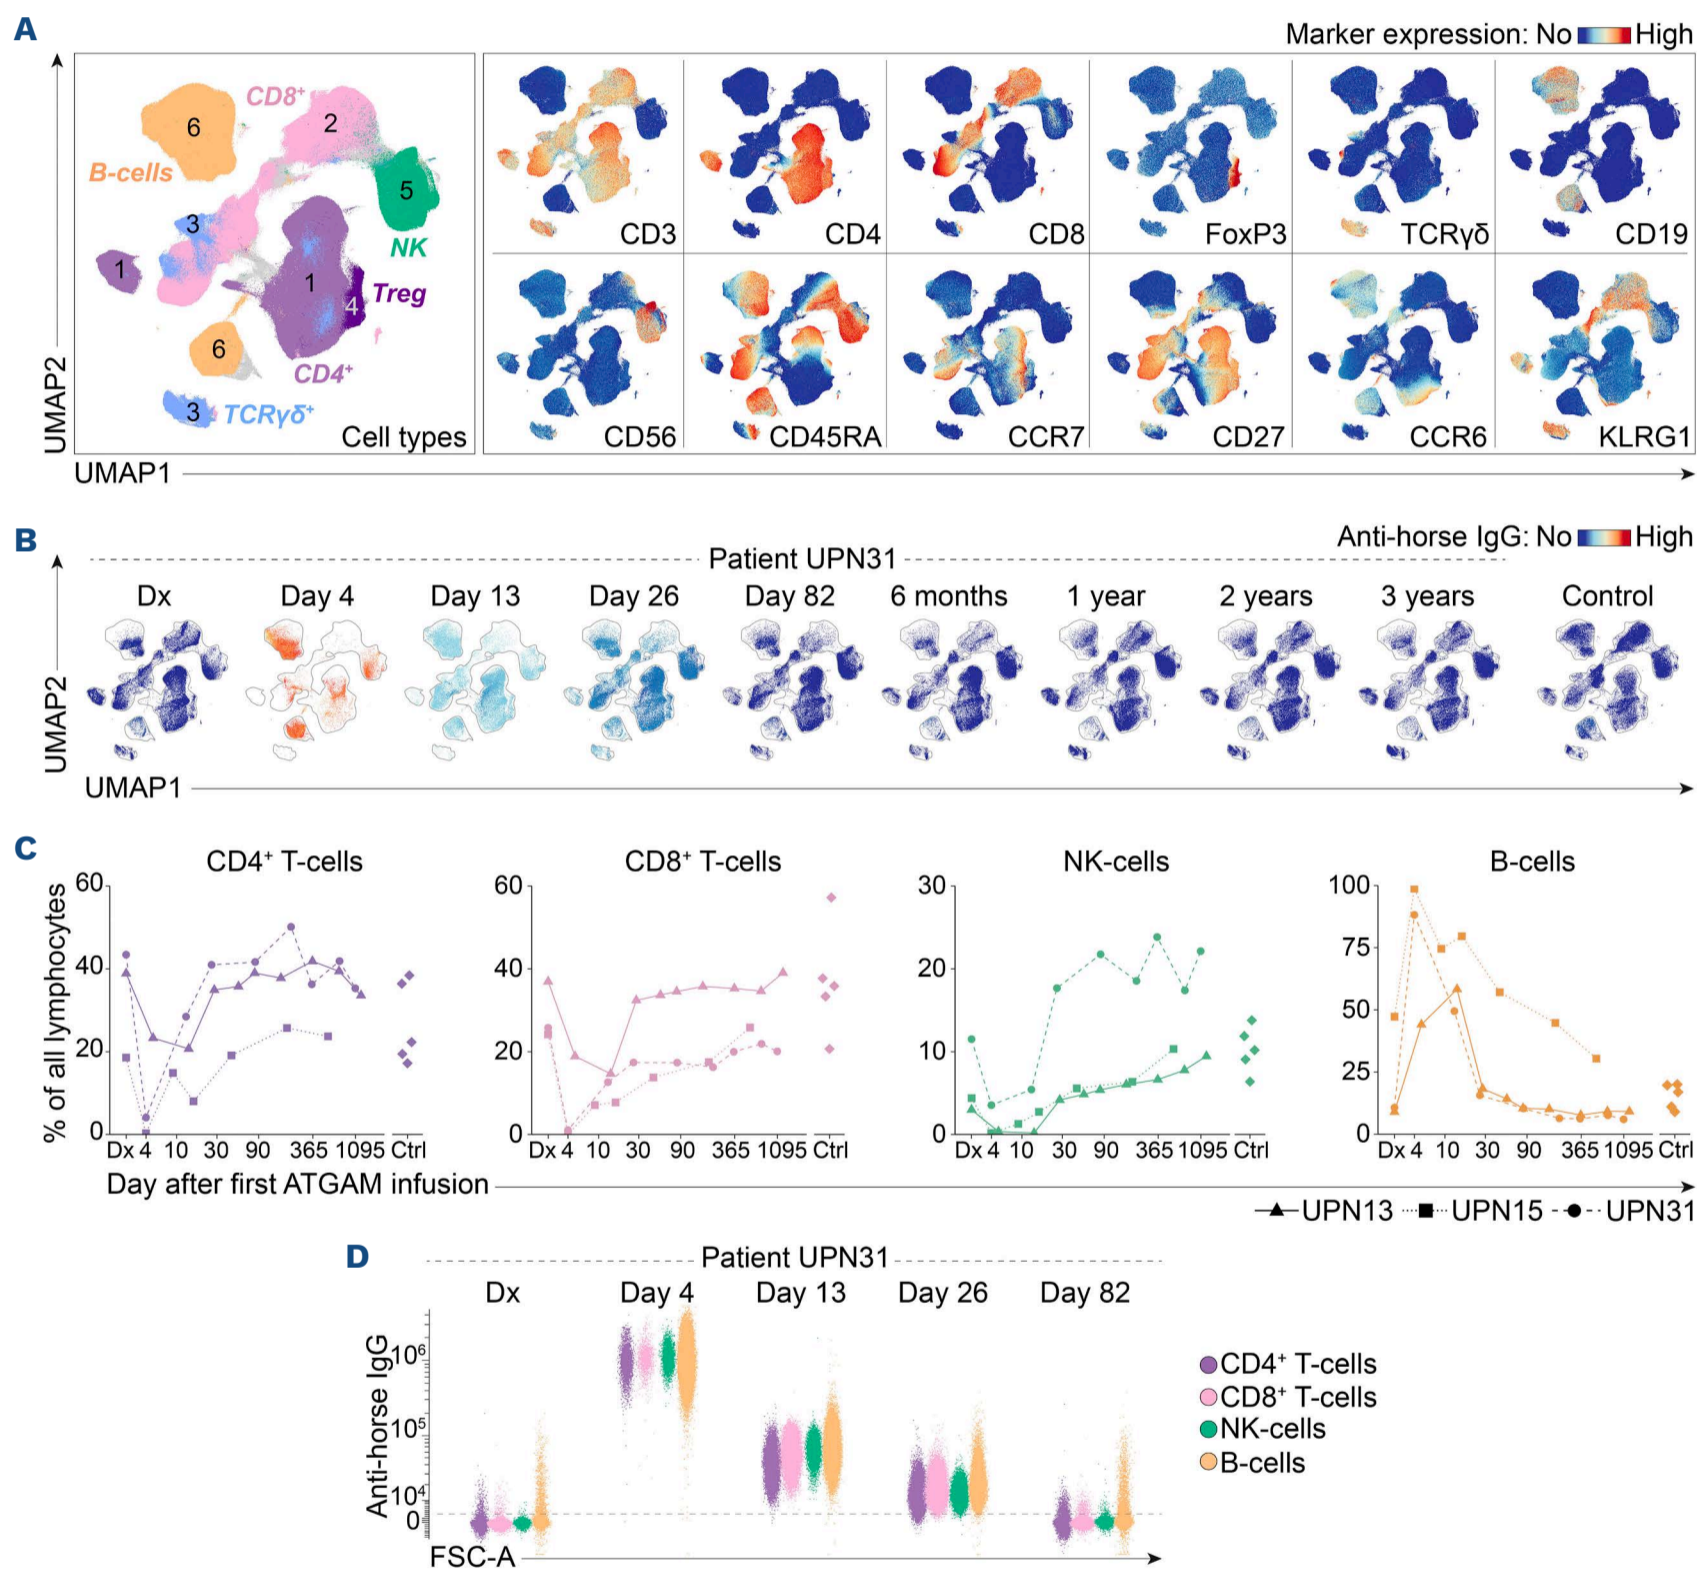 A
Marker expression: No High
CD8⁺
2
6
B-cells
5
3
NK
1
1
Treg
4
6
CD4⁺
3
TCRγδ⁺
Cell types
CD3
CD4
CD8
FoxP3
TCRγδ
CD19
CD56
CD45RA
CCR7
CD27
CCR6
KLRG1
UMAP2
UMAP1
B
Anti-horse IgG: No High
Patient UPN31
Dx Day 4 Day 13 Day 26 Day 82 6 months 1 year 2 years 3 years Control
UMAP2
UMAP1
C
% of all lymphocytes
CD4⁺ T-cells
60
40
20
0
Dx 4 10 30 90 365 1095 Ctrl
CD8⁺ T-cells
60
40
20
0
Dx 4 10 30 90 365 1095 Ctrl
NK-cells
30
20
10
0
Dx 4 10 30 90 365 1095 Ctrl
B-cells
100
75
50
25
0
Dx 4 10 30 90 365 1095 Ctrl
Day after first ATGAM infusion
UPN13 UPN15 UPN31
D
Patient UPN31
Dx Day 4 Day 13 Day 26 Day 82
Anti-horse IgG
10⁶
10⁵
10⁴
0
FSC-A
CD4⁺ T-cells
CD8⁺ T-cells
NK-cells
B-cells